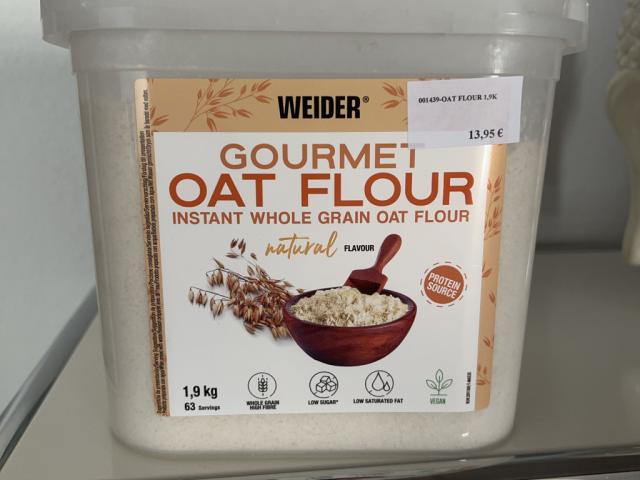 WEIDER®
001439-OAT FLOUR 1,9K
13,95 €
GOURMET
OAT FLOUR
INSTANT WHOLE GRAIN OAT FLOUR
natural FLAVOUR
PROTEIN
SOURCE
1,9 kg
63 Servings
WHOLE GRAIN
HIGH FIBRE
LOW SUGAR*
LOW SATURATED FAT
VEGAN